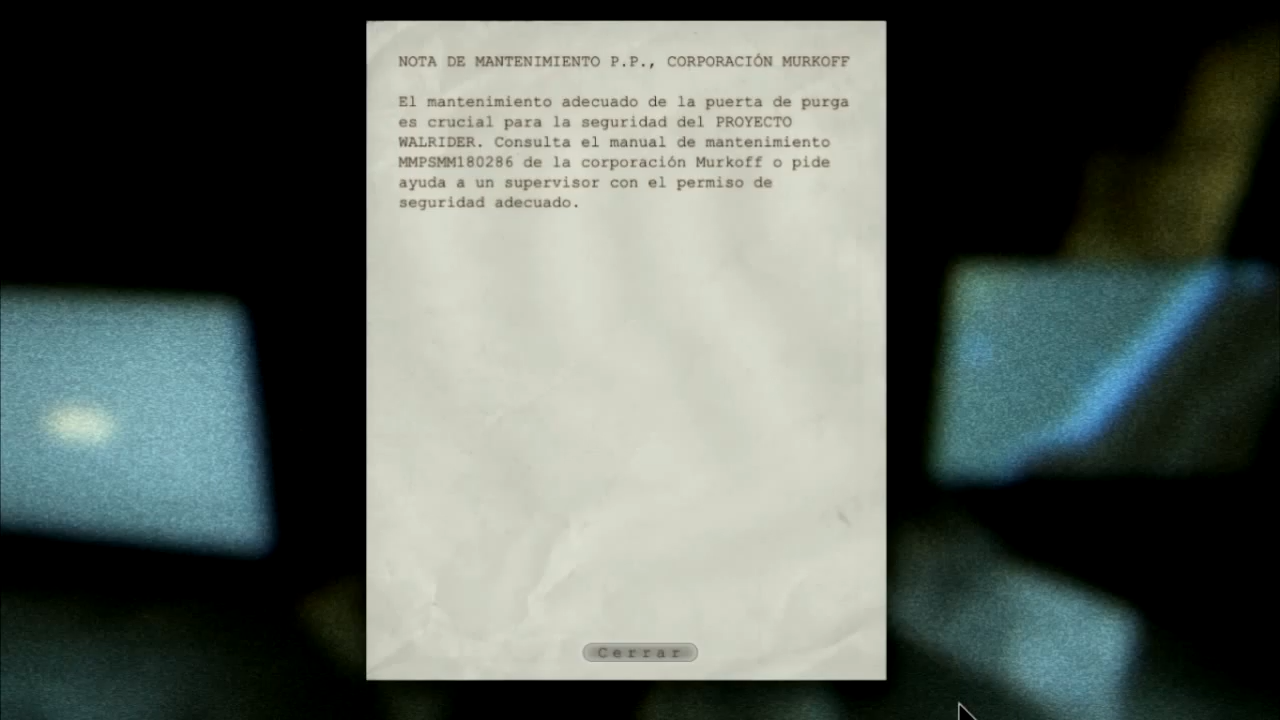 NOTA DE MANTENIMIENTO P.P., CORPORACIÓN MURKOFF
El mantenimiento adecuado de la puerta de purga
es crucial para la seguridad del PROYECTO
WALRIDER. Consulta el manual de mantenimiento
MMPSMM180286 de la corporación Murkoff o pide
ayuda a un supervisor con el permiso de
seguridad adecuado.
Cerrar